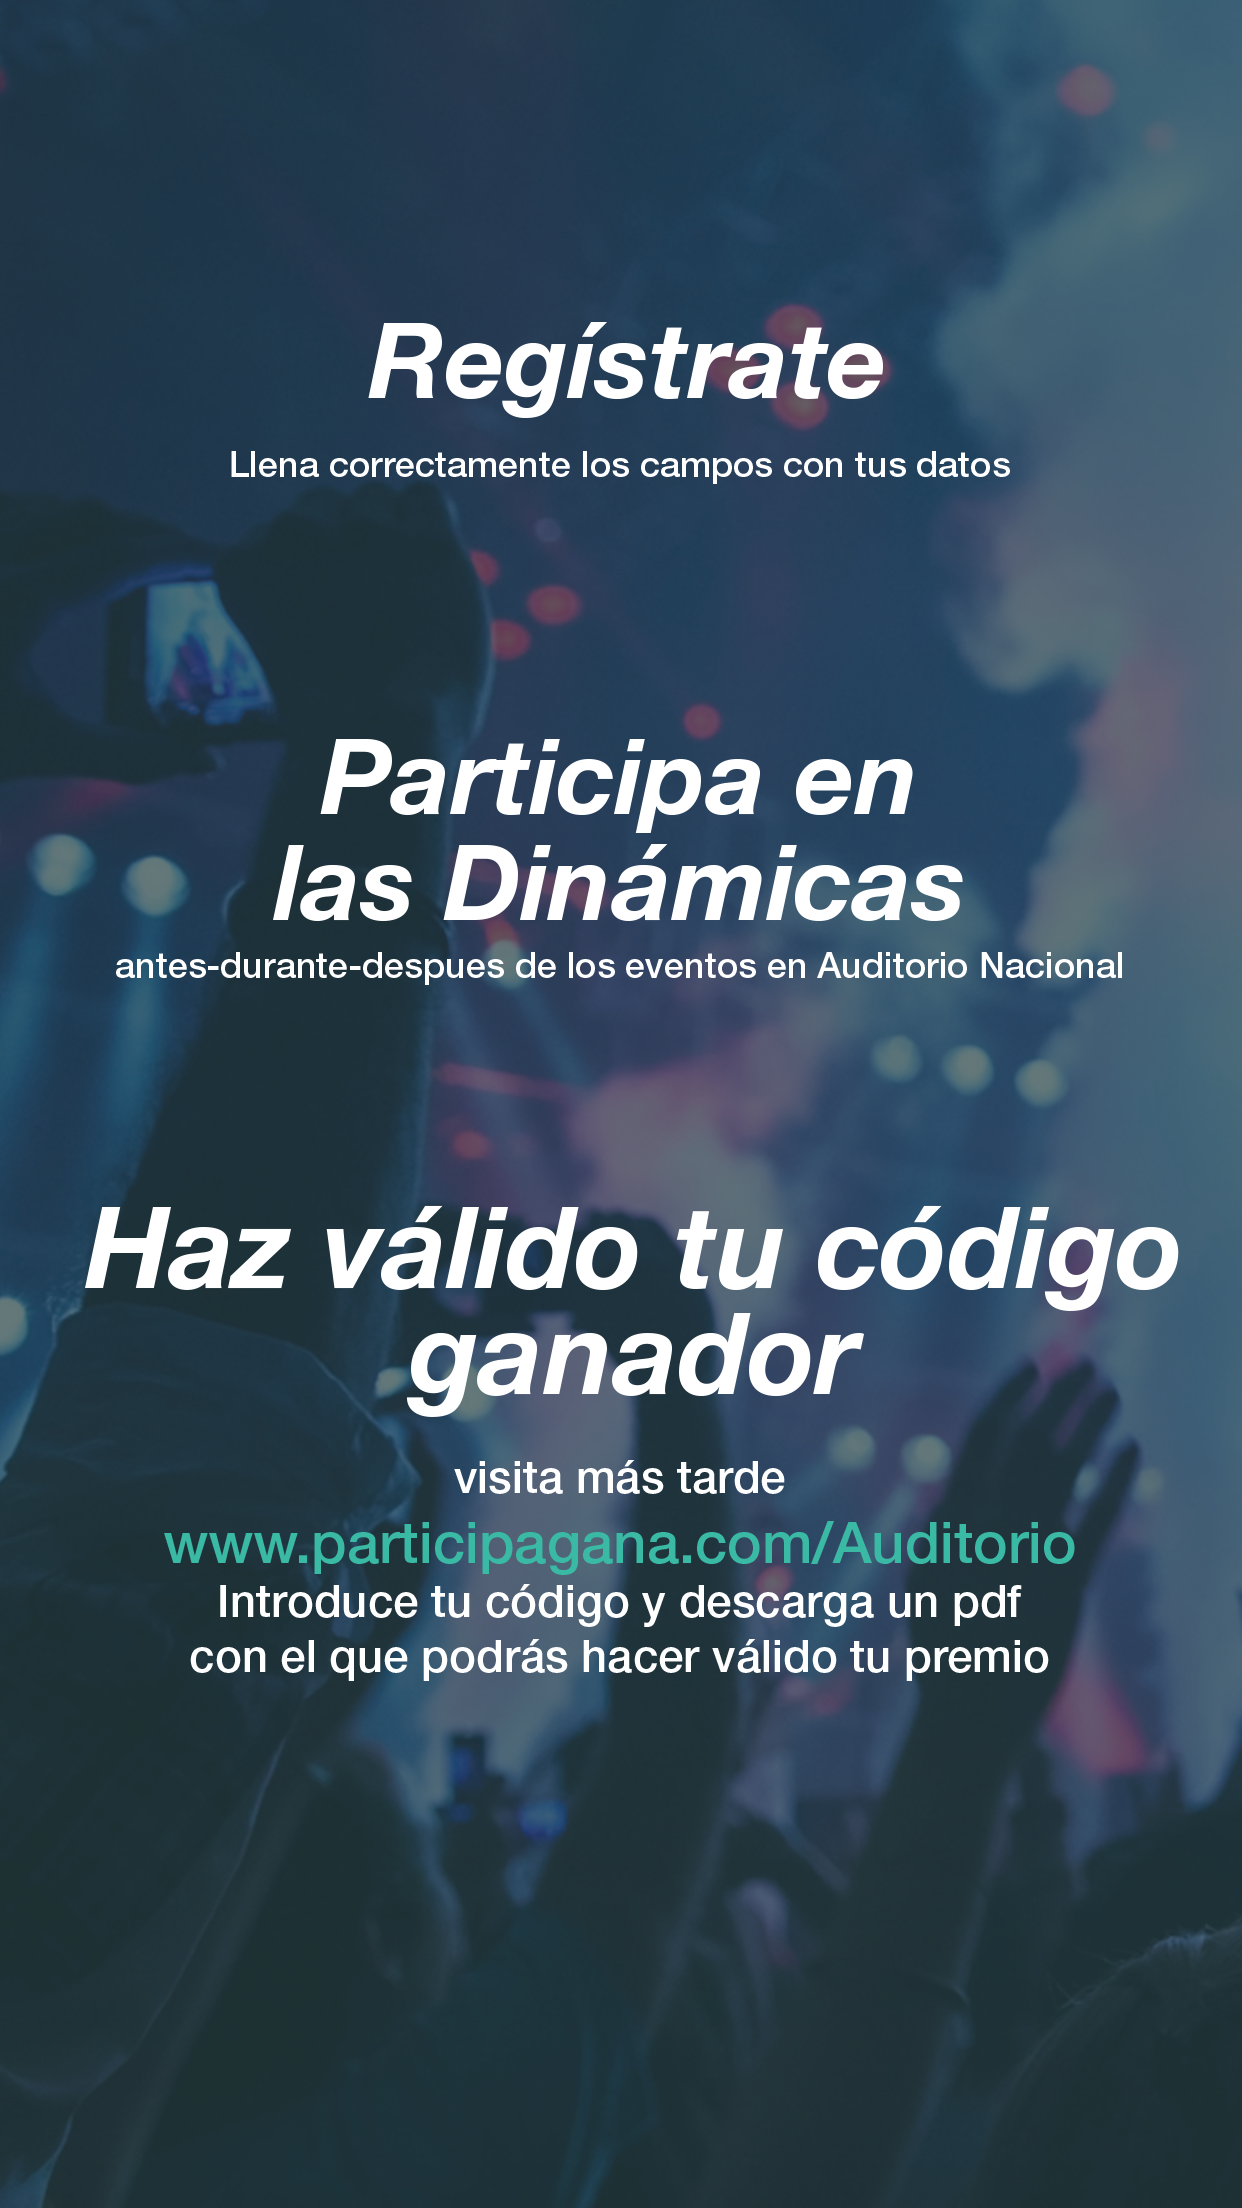 Regístrate
Llena correctamente los campos con tus datos
Participa en
las Dinámicas
antes-durante-despues de los eventos en Auditorio Nacional
Haz válido tu código
ganador
visita más tarde
www.participagana.com/Auditorio
Introduce tu código y descarga un pdf
con el que podrás hacer válido tu premio